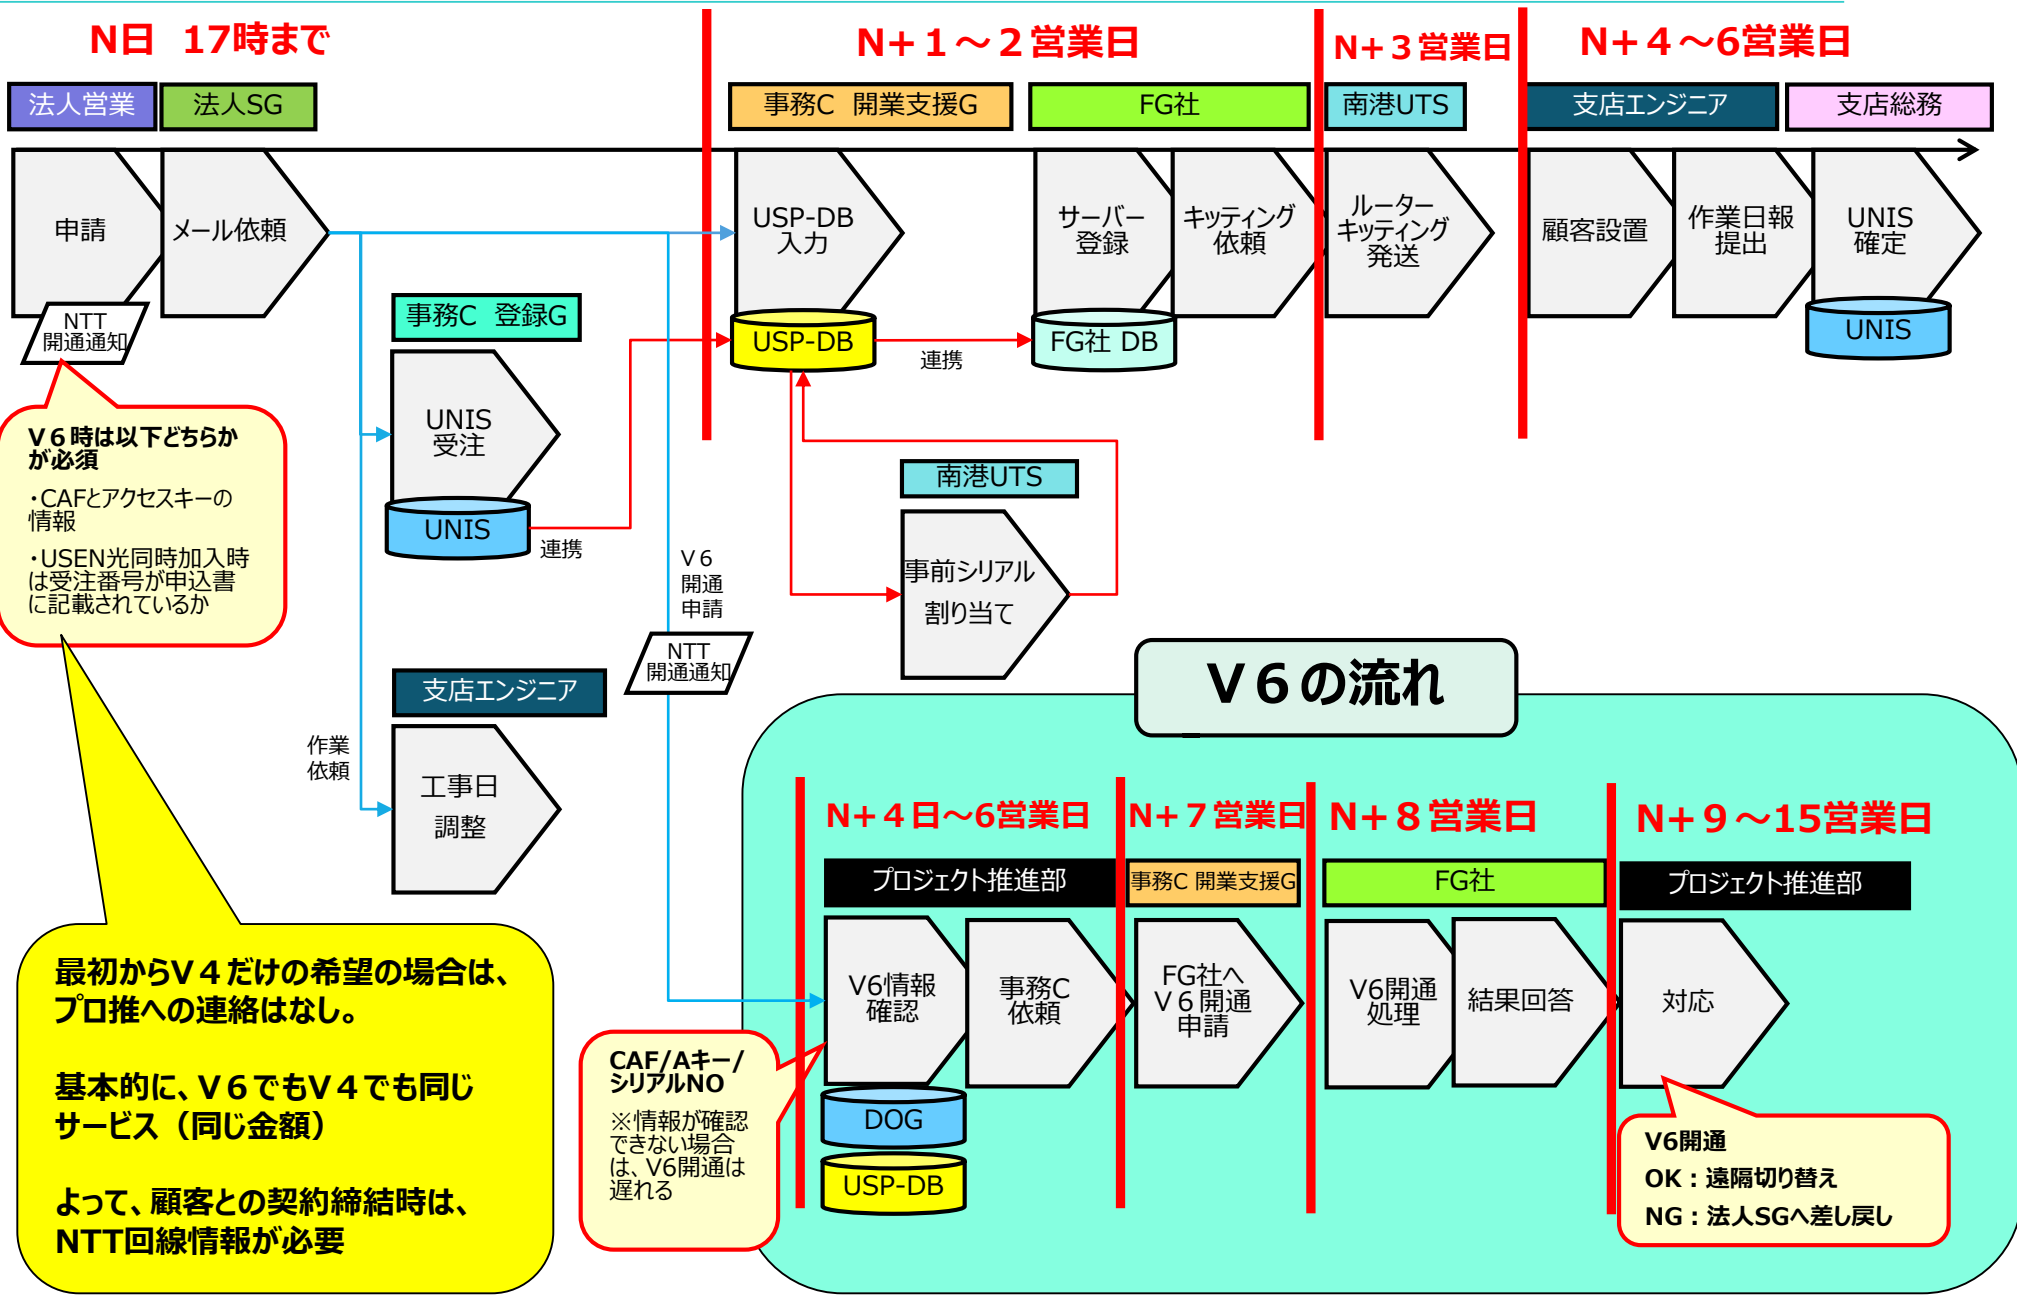 N日　17時まで
N+１～２営業日
N+３営業日
N+４～6営業日
法人営業
法人SG
事務C　開業支援G
FG社
南港UTS
支店エンジニア
支店総務
申請
メール依頼
USP-DB
入力
サーバー
登録
キッティング
依頼
ルーター
キッティング
発送
顧客設置
作業日報
提出
UNIS
確定
NTT
開通通知
USP-DB
連携
FG社 DB
UNIS
事務C　登録G
UNIS
受注
UNIS
連携
V６時は以下どちらか
が必須
・CAFとアクセスキーの
情報
・USEN光同時加入時
は受注番号が申込書
に記載されているか
南港UTS
事前シリアル
割り当て
V６
開通
申請
NTT
開通通知
支店エンジニア
作業
依頼
工事日
調整
V６の流れ
N+４日～6営業日
N+７営業日
N+８営業日
N+９～15営業日
プロジェクト推進部
事務C 開業支援G
FG社
プロジェクト推進部
V6情報
確認
事務C
依頼
FG社へ
V６開通
申請
V6開通
処理
結果回答
対応
DOG
USP-DB
CAF/Aキー/
シリアルNO
※情報が確認
できない場合
は、V6開通は
遅れる
V6開通
OK：遠隔切り替え
NG：法人SGへ差し戻し
最初からV４だけの希望の場合は、
プロ推への連絡はなし。
基本的に、V６でもV４でも同じ
サービス（同じ金額）
よって、顧客との契約締結時は、
NTT回線情報が必要